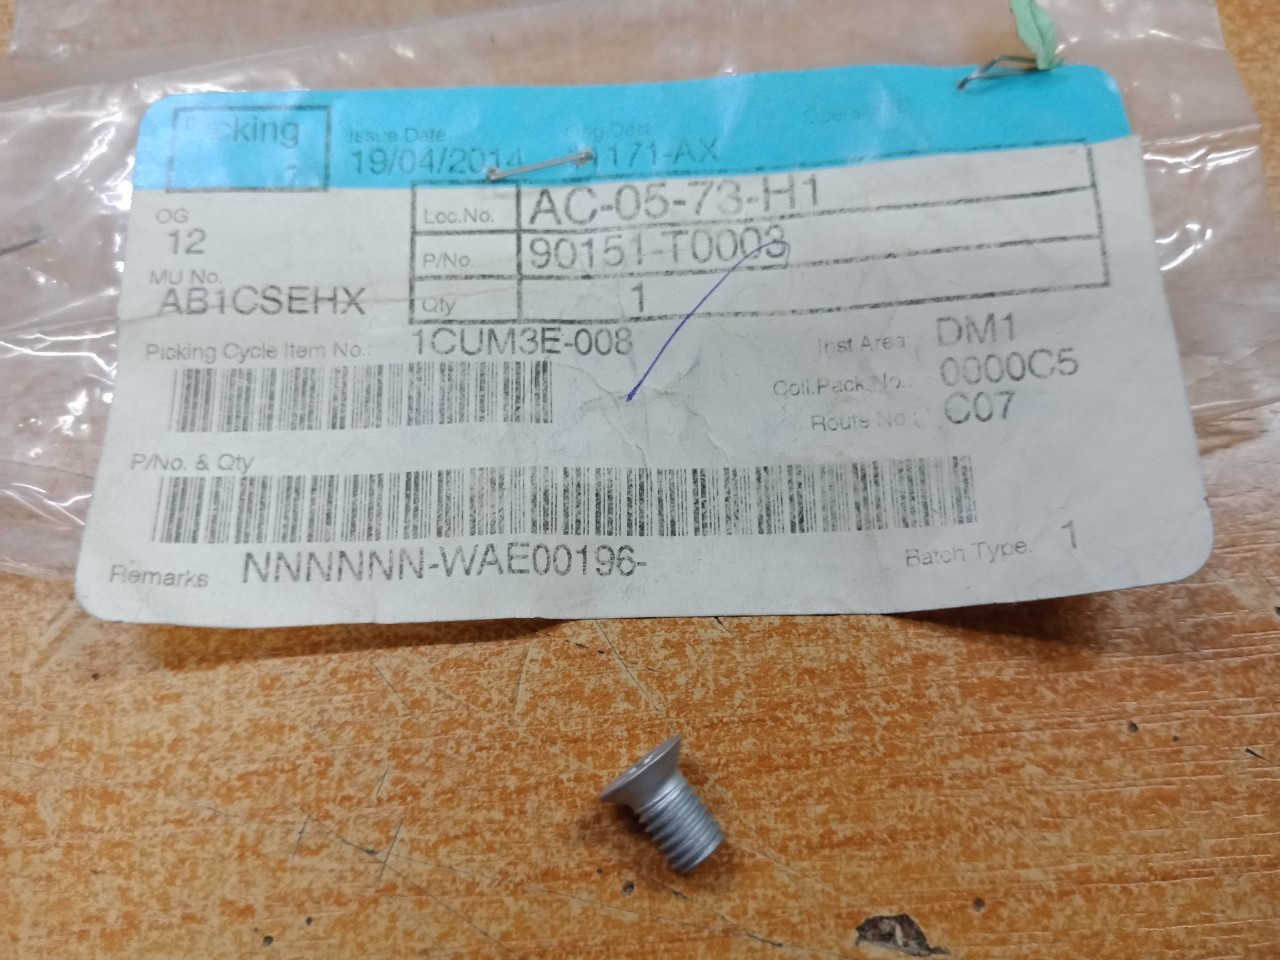 Picking
Issue Date
19/04/2014
171-AX
OG
12
Loc.No.
AC-05-73-H1
P/No.
90151-T0003
MU No.
AB1CSEHX
Qty
1
Picking Cycle Item No.:
1CUM3E-008
Inst Area:
DM1
Coll.Pack.No.:
0000C5
Route No.:
C07
P/No. & Qty
Remarks
NNNNNN-WAE00196-
Batch Type:
1